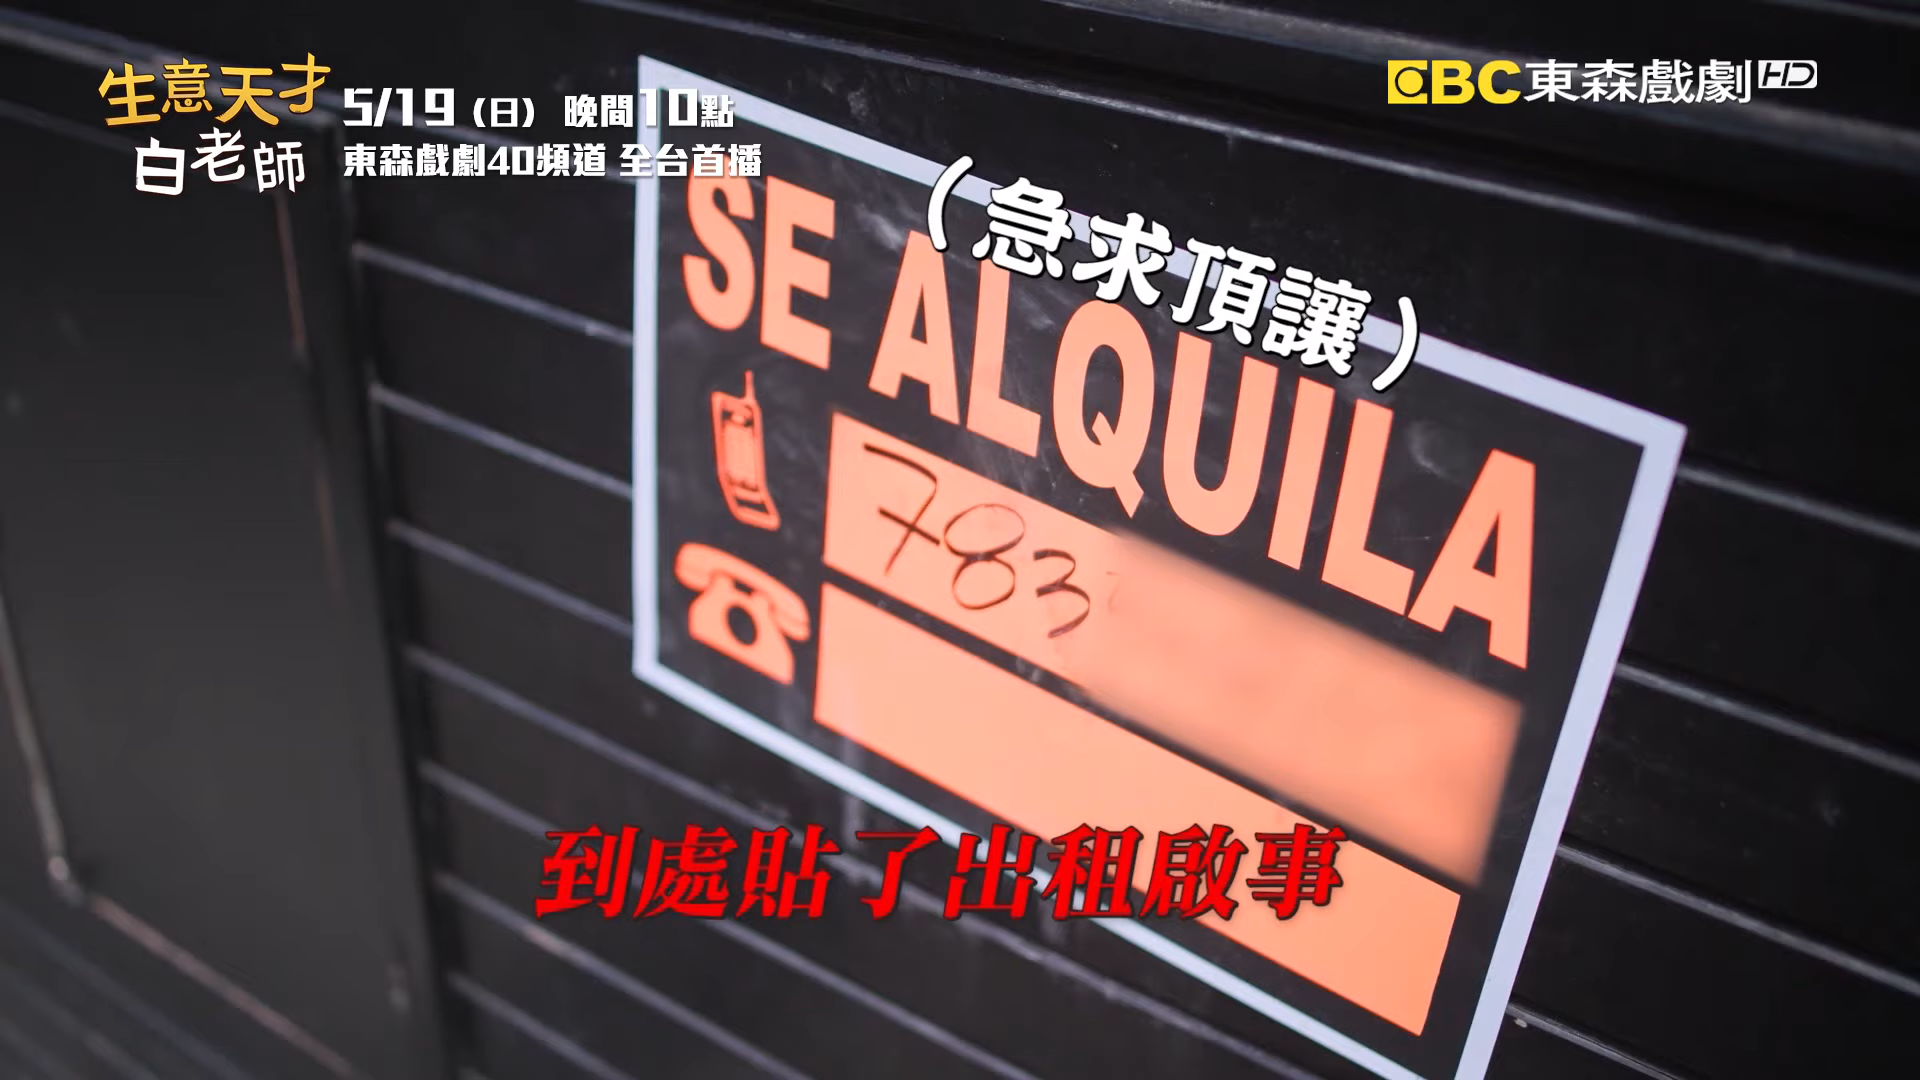 生意天才
白老師
5/19（日） 晚間10點
東森戲劇40頻道 全台首播
EBC東森戲劇HD
（急求頂讓）
SE ALQUILA
783
到處貼了出租啟事